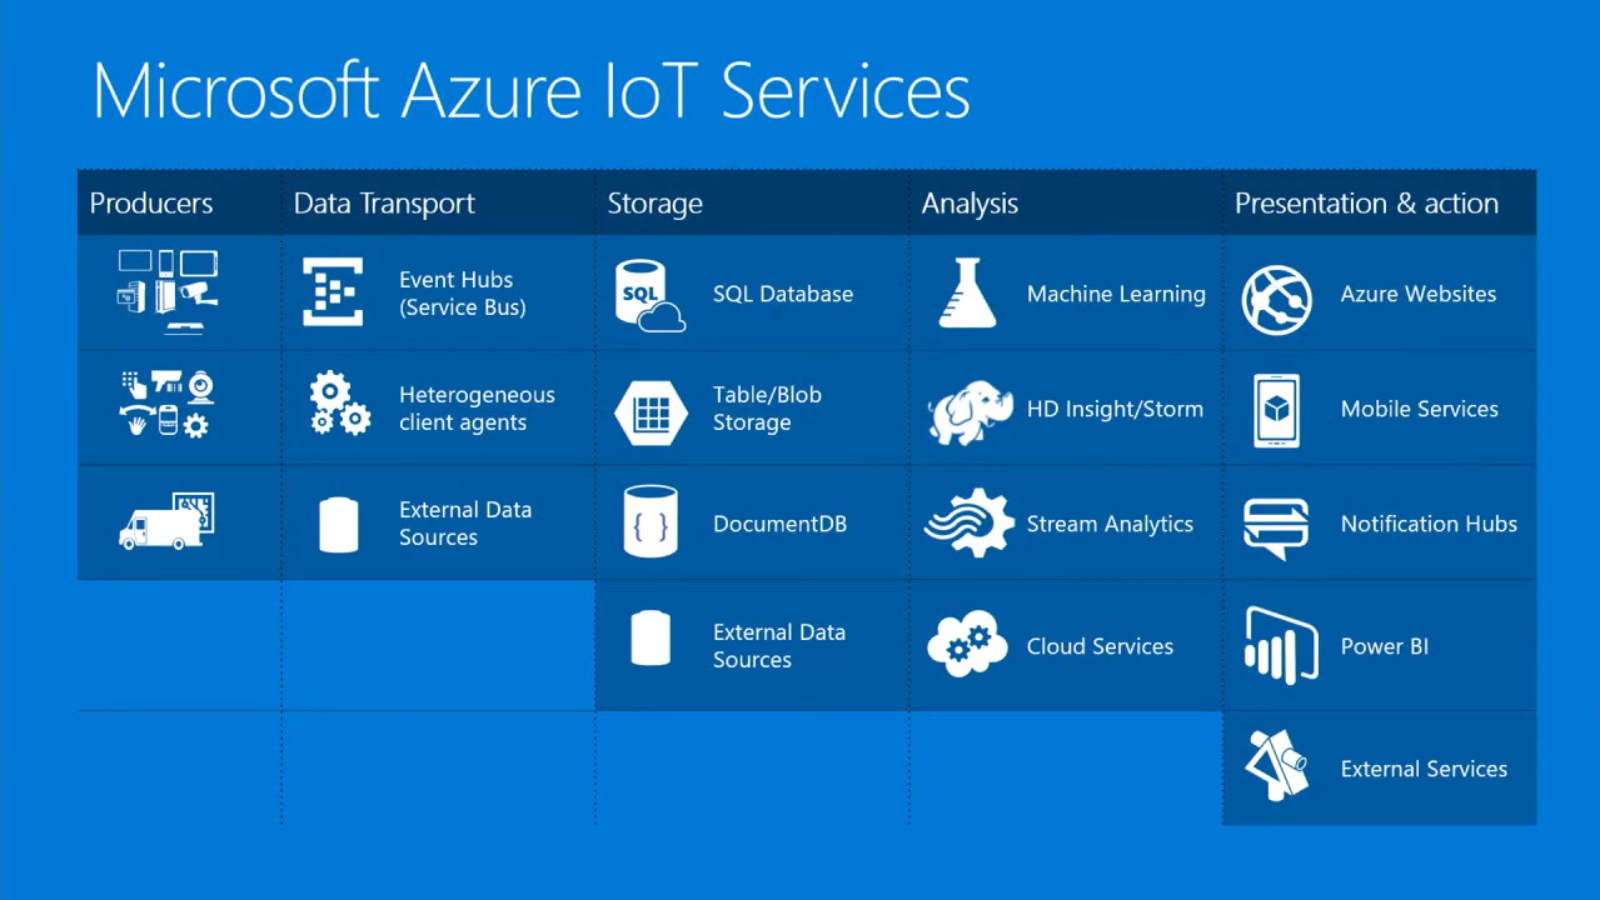 Microsoft Azure IoT Services
Producers
Data Transport
Storage
Analysis
Presentation & action
Event Hubs
(Service Bus)
SQL
SQL Database
Machine Learning
Azure Websites
Heterogeneous
client agents
Table/Blob
Storage
HD Insight/Storm
Mobile Services
External Data
Sources
{ }
DocumentDB
Stream Analytics
Notification Hubs
External Data
Sources
Cloud Services
Power BI
External Services